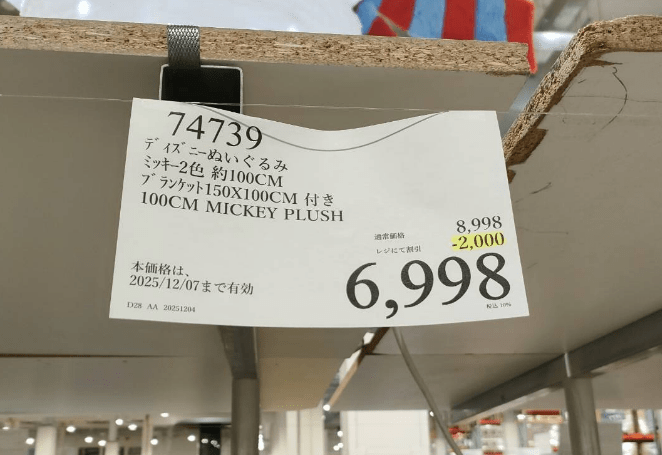 74739
ディズニーぬいぐるみ
ミッキー2色 約100CM
ブランケット150X100CM 付き
100CM MICKEY PLUSH
通常価格 8,998
レジにて割引 -2,000
6,998
税込 10%
本価格は、
2025/12/07まで有効
D28 AA 20251204